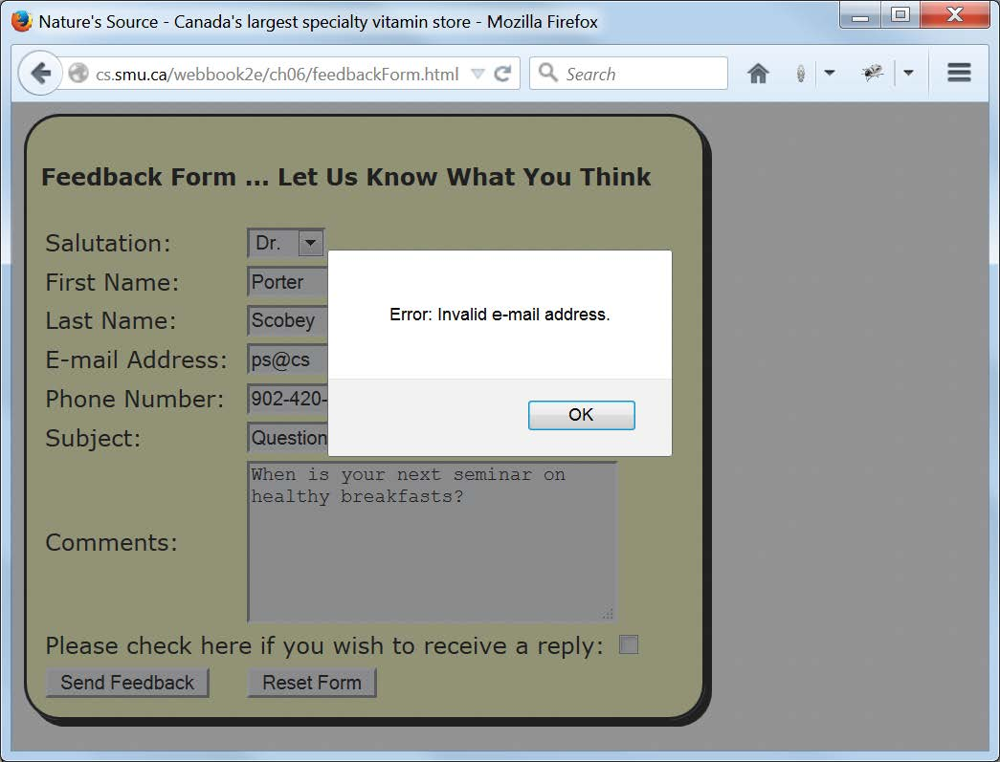 Nature's Source - Canada's largest specialty vitamin store - Mozilla Firefox
cs.smu.ca/webbook2e/ch06/feedbackForm.html
Search
Feedback Form ... Let Us Know What You Think
Salutation: Dr.
First Name: Porter
Last Name: Scobey
Error: Invalid e-mail address.
E-mail Address: ps@cs
Phone Number: 902-420-
OK
Subject: Question
When is your next seminar on
healthy breakfasts?
Comments:
Please check here if you wish to receive a reply:
Send Feedback Reset Form